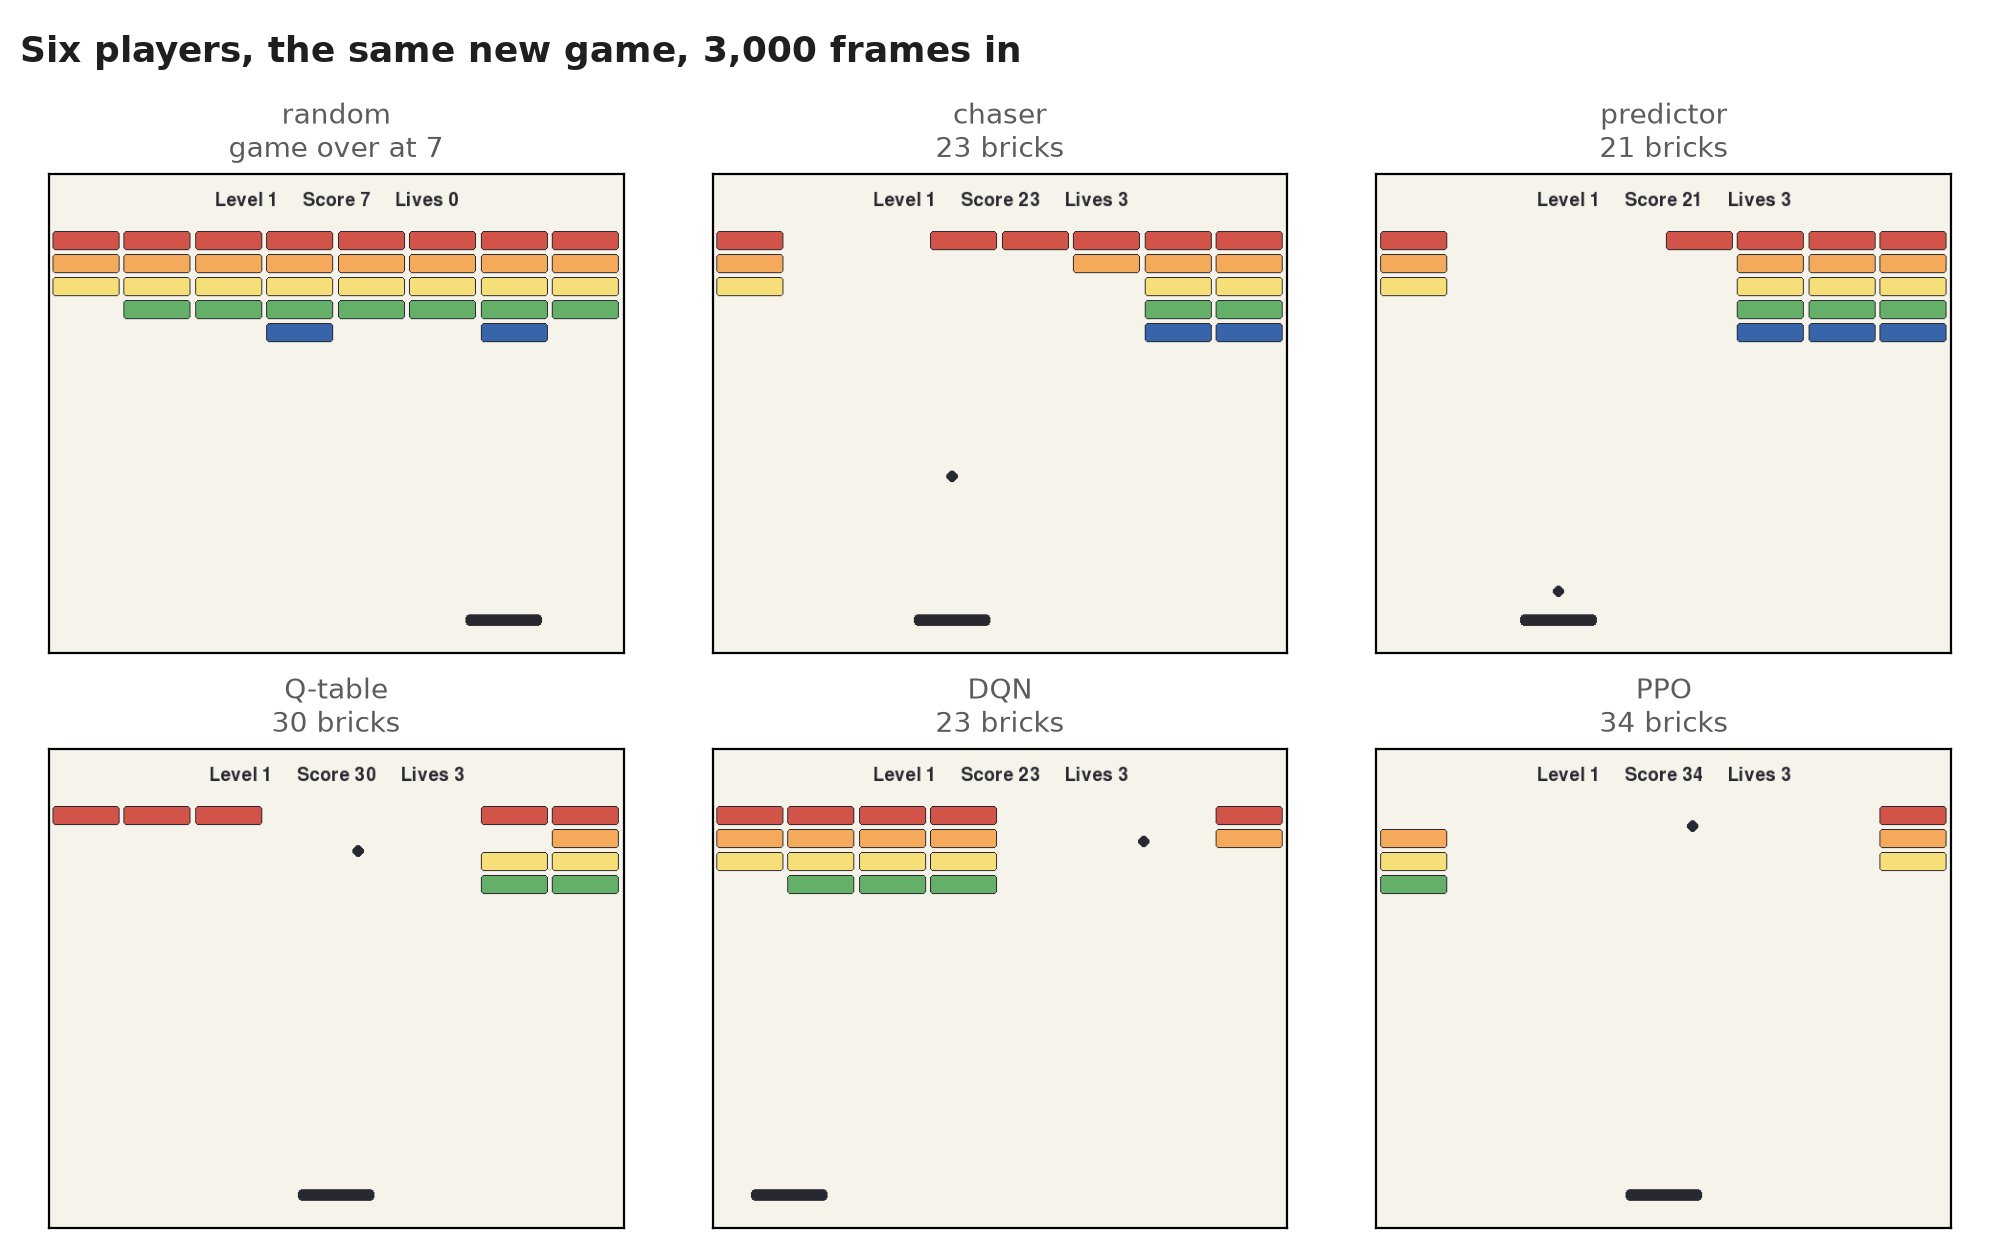 Six players, the same new game, 3,000 frames in
random
game over at 7
Level 1 Score 7 Lives 0
chaser
23 bricks
Level 1 Score 23 Lives 3
predictor
21 bricks
Level 1 Score 21 Lives 3
Q-table
30 bricks
Level 1 Score 30 Lives 3
DQN
23 bricks
Level 1 Score 23 Lives 3
PPO
34 bricks
Level 1 Score 34 Lives 3